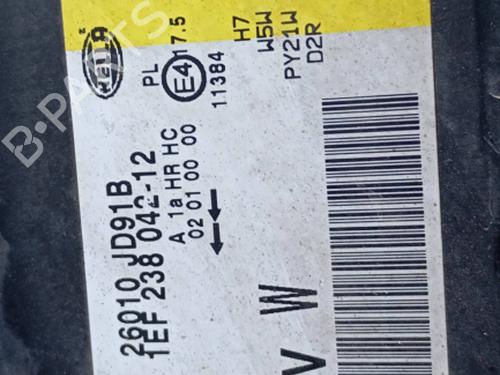 HELLA
PL
E4
17.5
11384
H7
W5W
PY21W
D2R
26010 JD91B
1EF 238 042-12
A 1a HR HC
02 01 00 00
V W
B-PARTS